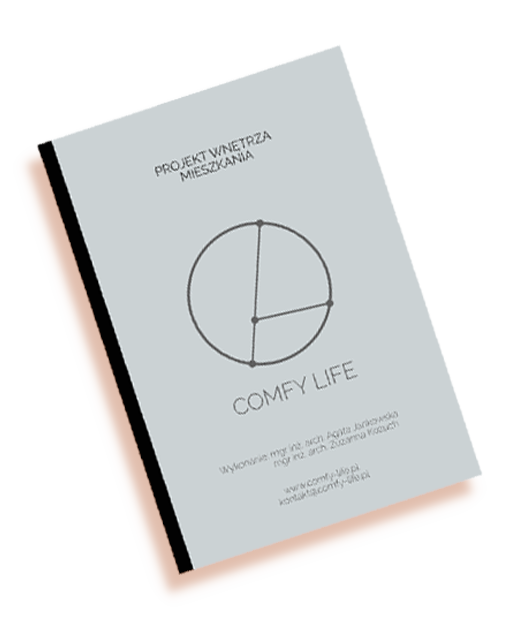 PROJEKT WNĘTRZA
MIESZKANIA
COMFY LIFE
Wykonanie: mgr inż. arch. Agata Jankowska
mgr inż. arch. Zuzanna Kożuch
www.comfy-life.pl
kontakt@comfy-life.pl